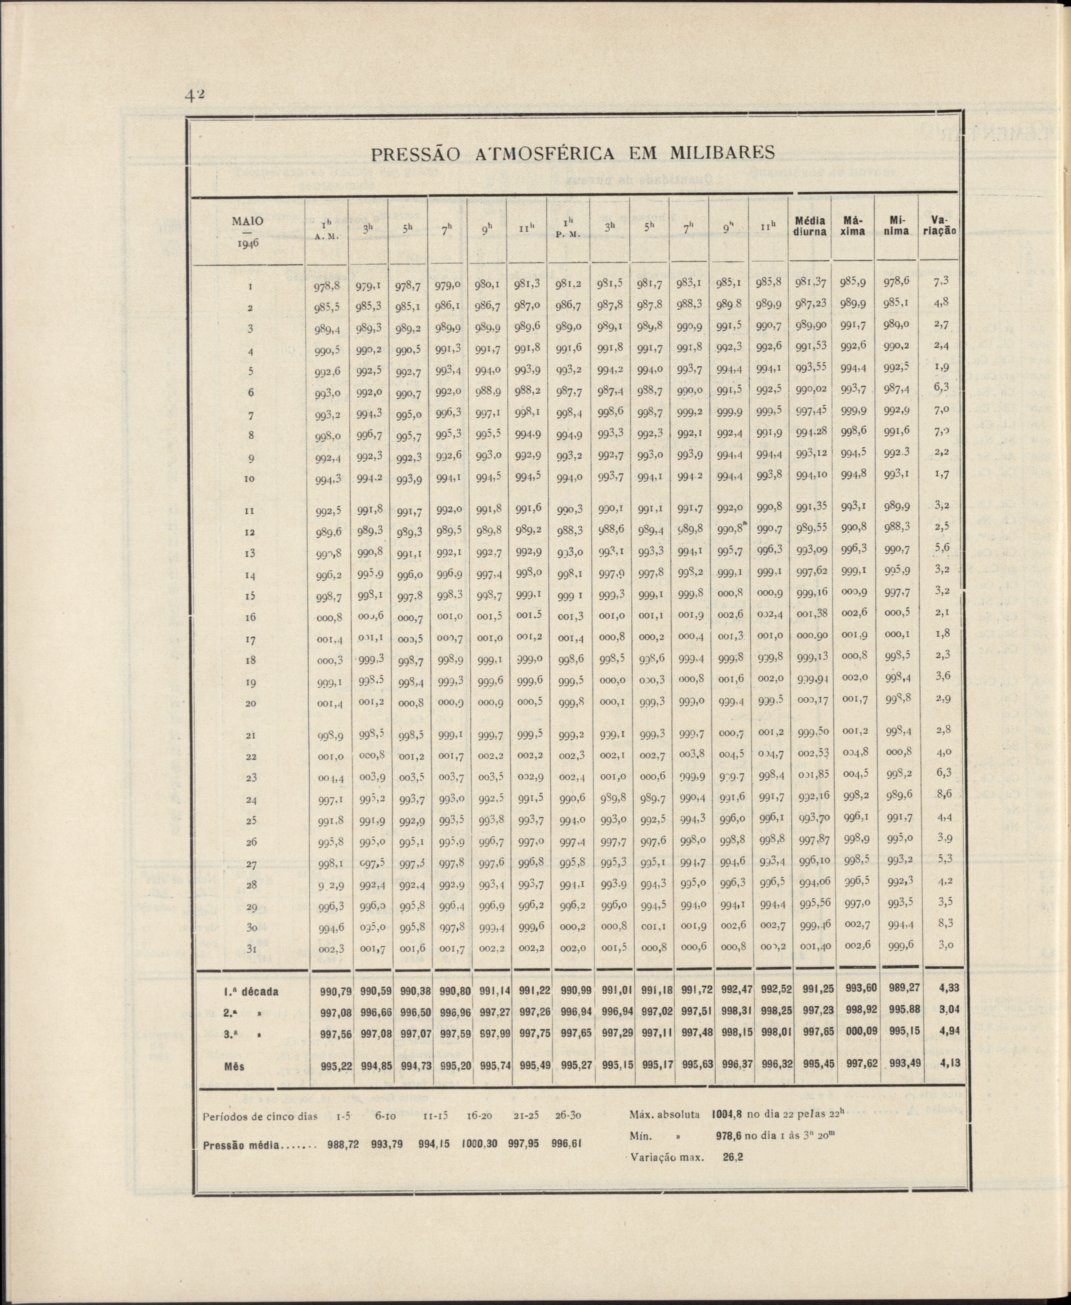 42
PRESSÃO ATMOSFÉRICA EM MILIBARES
MAIO — 1946 1h A. M. 3h 5h 7h 9h 11h 1h P. M. 3h 5h 7h 9h 11h Média diurna Má-xima Mí-nima Va-riação
1 978,8 979,1 978,7 979,0 980,1 981,3 981,2 981,5 981,7 983,1 985,1 985,8 981,37 985,9 978,6 7,3
2 985,5 985,3 985,1 986,1 986,7 987,0 986,7 987,8 987.8 988,3 989 8 989,9 987,23 989,9 985,1 4,8
3 989,4 989,3 989,2 989,9 989,9 989,6 989,0 989,1 989,8 990,9 991,5 990,7 989,90 991,7 989,0 2,7
4 990,5 990,2 990,5 991,3 991,7 991,8 991,6 991,8 991,7 991,8 992,3 992,6 991,53 992,6 990,2 2,4
5 992,6 992,5 992,7 993,4 994,0 993,9 993,2 994,2 994,0 993,7 994,4 994,1 993,55 994,4 992,5 1,9
6 993,0 992,0 990,7 992,0 988,9 988,2 987,7 987,4 988,7 990,0 991,5 992,5 990,02 993,7 987,4 6,3
7 993,2 994,3 995,0 996,3 997,1 998,1 998,4 998,6 998,7 999,2 999,9 999,5 997,45 999,9 992,9 7,0
8 998,0 996,7 995,7 995,3 995,5 994,9 994,9 993,3 992,3 992,1 992,4 991,9 994,28 998,6 991,6 7,0
9 992,4 992,3 992,3 992,6 993,0 992,9 993,2 992,7 993,0 993,9 994,4 994,4 993,12 994,5 992 3 2,2
10 994,3 994,2 993,9 994,1 994,5 994,5 994,0 993,7 994,1 994 2 994,4 993,8 994,10 994,8 993,1 1,7
11 992,5 991,8 991,7 992,0 991,8 991,6 990,3 990,1 991,1 991,7 992,0 990,8 991,35 993,1 989,9 3,2
12 989,6 989,3 989,3 989,5 989,8 989,2 988,3 988,6 989,4 989,8 990,8 990,7 989,55 990,8 988,3 2,5
13 990,8 990,8 991,1 992,1 992,7 992,9 993,0 993,1 993,3 994,1 995,7 996,3 993,09 996,3 990,7 5,6
14 996,2 995,9 996,0 996,9 997,4 998,0 998,1 997,9 997,8 998,2 999,1 999,1 997,62 999,1 995,9 3,2
15 998,7 998,1 997,8 998,3 998,7 999,1 999 1 999,3 999,1 999,8 000,8 000,9 999,16 000,9 997,7 3,2
16 000,8 000,6 000,7 001,0 001,5 001.5 001,3 001,0 001,1 001,9 002,6 002,4 001,38 002,6 000,5 2,1
17 001,4 001,1 000,5 000,7 001,0 001,2 001,4 000,8 000,2 000,4 001,3 001,0 000,90 001,9 000,1 1,8
18 000,3 999,3 998,7 998,9 999,1 999,0 998,6 998,5 998,6 999,4 999,8 999,8 999,13 000,8 998,5 2,3
19 999,1 998,5 998,4 999,3 999,6 999,6 999,5 000,0 000,3 000,8 001,6 002,0 999,94 002,0 998,4 3,6
20 001,4 001,2 000,8 000,9 000,9 000,5 999,8 000,1 999,3 999,0 999,4 999,5 000,17 001,7 998,8 2,9
21 998,9 998,5 998,5 999,1 999,7 999,5 999,2 999,1 999,3 999,7 000,7 001,2 999,50 001,2 998,4 2,8
22 001,0 000,8 001,2 001,7 002,2 002,2 002,3 002,1 002,7 003,8 004,5 004,7 002,53 004,8 000,8 4,0
23 004,4 003,9 003,5 003,7 003,5 002,9 002,4 001,0 000,6 999,9 999 7 998,4 001,85 004,5 998,2 6,3
24 997,1 995,2 993,7 993,0 992,5 991,5 990,6 989,8 989,7 990,4 991,6 991,7 992,16 998,2 989,6 8,6
25 991,8 991,9 992,9 993,5 993,8 993,7 994,0 993,0 992,5 994,3 996,0 996,1 993,70 996,1 991,7 4,4
26 995,8 995,0 995,1 995,9 996,7 997,0 997,4 997,7 997,6 998,0 998,8 998,8 997,87 998,9 995,0 3,9
27 998,1 997,5 997,5 997,8 997,6 996,8 995,8 995,3 995,1 994,7 994,6 993,4 996,10 998,5 993,2 5,3
28 9 2,9 992,4 992,4 992,9 993,4 993,7 994,1 993,9 994,3 995,0 996,3 996,5 994,06 996,5 992,3 4,2
29 996,3 996,0 995,8 996,4 996,9 996,2 996,2 996,0 994,5 994,0 994,1 994,4 995,56 997,0 993,5 3,5
30 994,6 995,0 995,8 997,8 999,4 999,6 000,2 000,8 001,1 001,9 002,6 002,7 999,46 002,7 994,4 8,3
31 002,3 001,7 001,6 001,7 002,2 002,2 002,0 001,5 000,8 000,6 000,8 000,2 001,40 002,6 999,6 3,0
1.ª década 990,79 990,59 990,38 990,80 991,14 991,22 990,99 991,01 991,18 991,72 992,47 992,52 991,25 993,60 989,27 4,33
2.ª » 997,08 996,66 996,50 996,96 997,27 997,26 996,94 996,94 997,02 997,51 998,31 998,25 997,23 998,92 995.88 3,04
3.ª » 997,56 997,08 997,07 997,59 997,99 997,75 997,65 997,29 997,11 997,48 998,15 998,01 997,65 000,09 995,15 4,94
Mês 995,22 994,85 994,73 995,20 995,74 995,49 995,27 995,15 995,17 995,63 996,37 996,32 995,45 997,62 993,49 4,13
Períodos de cinco dias 1-5 6-10 11-15 16-20 21-25 26-30 Máx. absoluta 1004,8 no dia 22 pelas 22h
Pressão média....... 988,72 993,79 994,15 1000,30 997,95 996,61 Mín. » 978,6 no dia 1 às 3h 20m
Variação max. 26,2